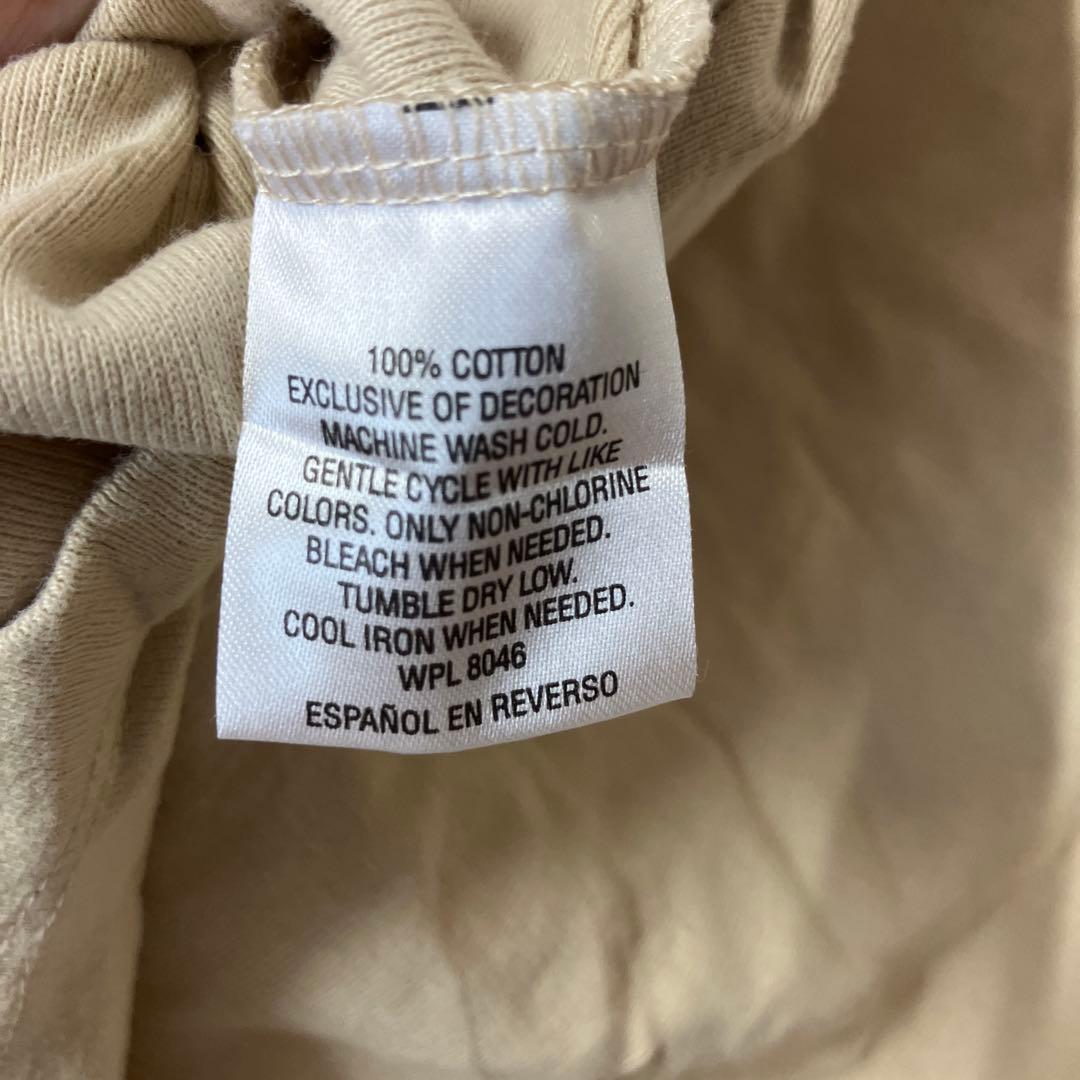 100% COTTON
EXCLUSIVE OF DECORATION
MACHINE WASH COLD.
GENTLE CYCLE WITH LIKE
COLORS. ONLY NON-CHLORINE
BLEACH WHEN NEEDED.
TUMBLE DRY LOW.
COOL IRON WHEN NEEDED.
WPL 8046
ESPAÑOL EN REVERSO